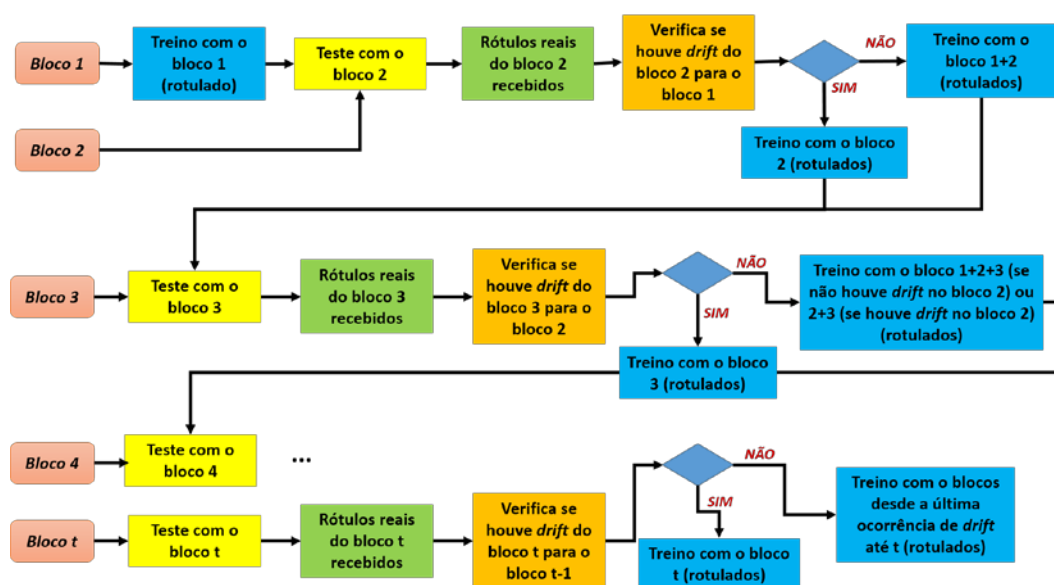 Bloco 1
Treino com o
bloco 1
(rotulado)
Teste com o
bloco 2
Rótulos reais
do bloco 2
recebidos
Verifica se
houve drift do
bloco 2 para o
bloco 1
NÃO
SIM
Treino com o
bloco 1+2
(rotulados)
Bloco 2
Treino com o bloco
2 (rotulados)
Bloco 3
Teste com o
bloco 3
Rótulos reais
do bloco 3
recebidos
Verifica se
houve drift do
bloco 3 para o
bloco 2
NÃO
SIM
Treino com o bloco 1+2+3 (se
não houve drift no bloco 2) ou
2+3 (se houve drift no bloco 2)
(rotulados)
Treino com o bloco
3 (rotulados)
Bloco 4
Teste com o
bloco 4
...
Bloco t
Teste com o
bloco t
Rótulos reais
do bloco t
recebidos
Verifica se
houve drift do
bloco t para o
bloco t-1
NÃO
SIM
Treino com o bloco
t (rotulados)
Treino com o blocos
desde a última
ocorrência de drift
até t (rotulados)